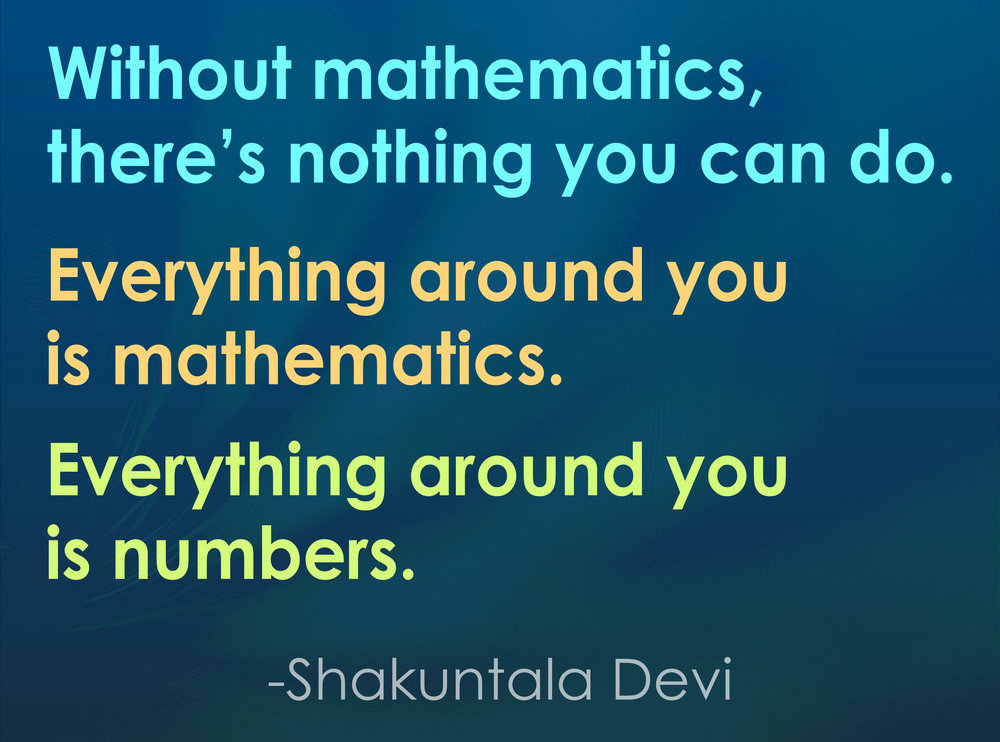 Without mathematics,
there’s nothing you can do.
Everything around you
is mathematics.
Everything around you
is numbers.
-Shakuntala Devi